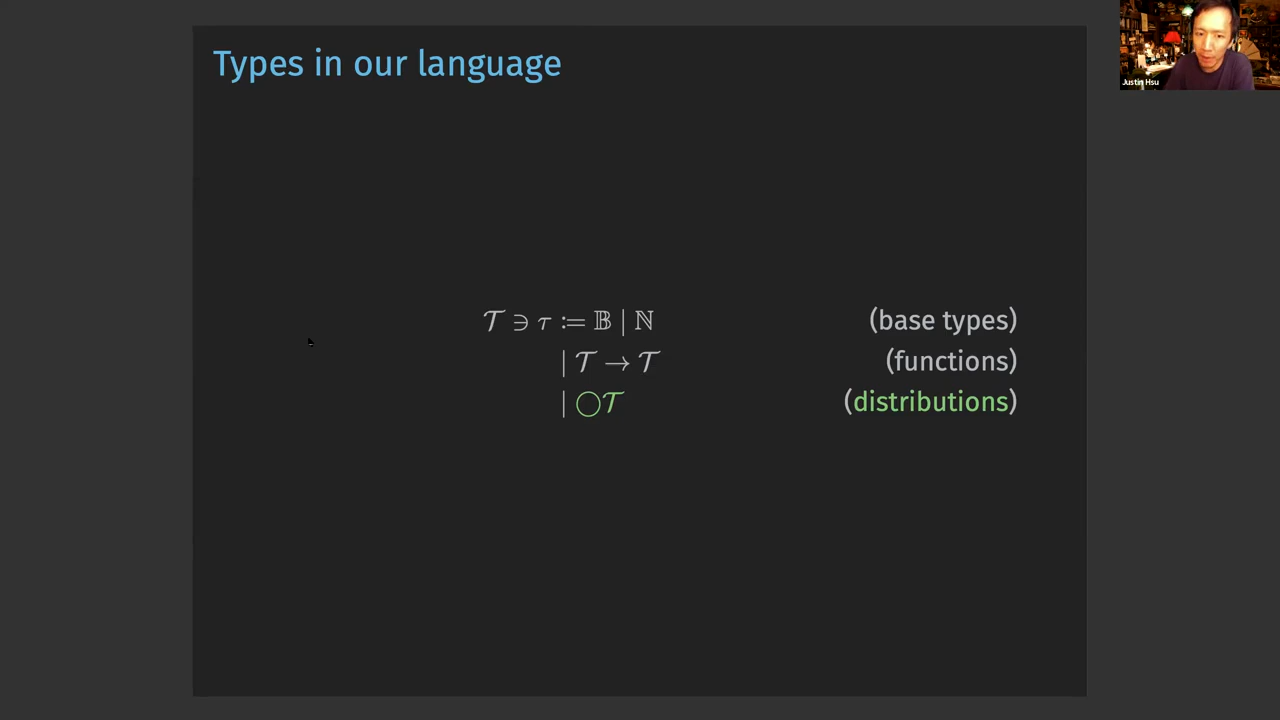 Types in our language
𝒯 ∋ τ := 𝔹 | ℕ (base types)
| 𝒯 → 𝒯 (functions)
| ◯𝒯 (distributions)
Justin Hsu